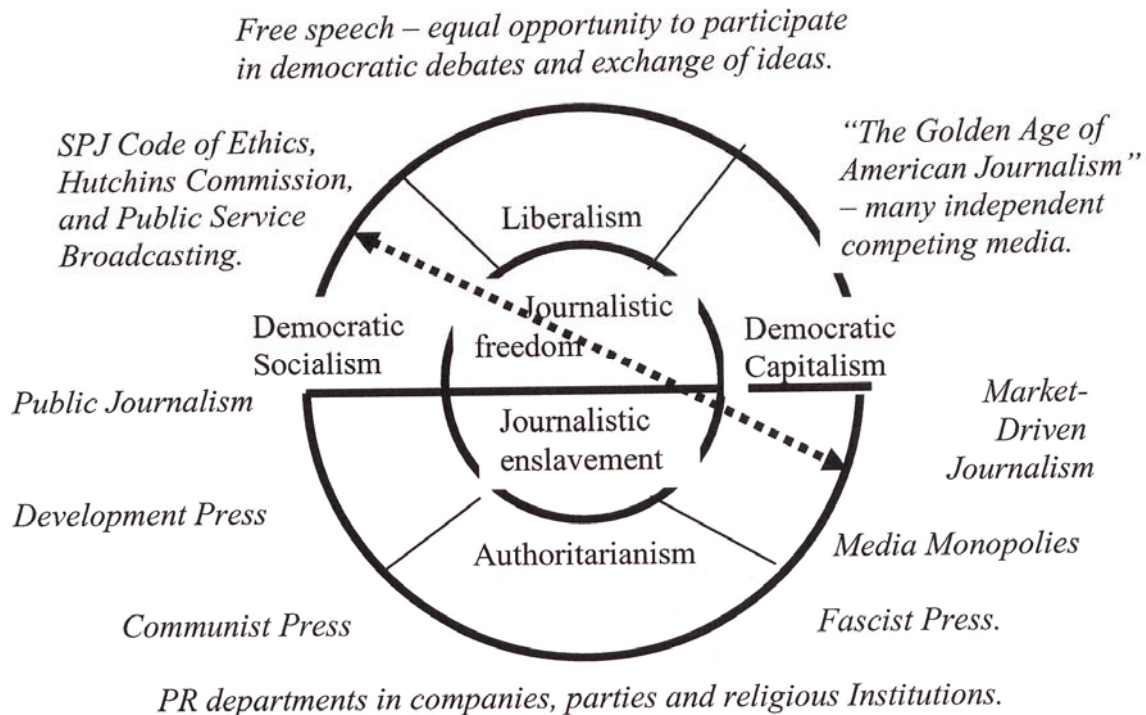 Free speech – equal opportunity to participate
in democratic debates and exchange of ideas.
SPJ Code of Ethics,
Hutchins Commission,
and Public Service
Broadcasting.
“The Golden Age of
American Journalism”
– many independent
competing media.
Liberalism
Journalistic
freedom
Democratic
Socialism
Democratic
Capitalism
Public Journalism
Market-
Driven
Journalism
Journalistic
enslavement
Development Press
Authoritarianism
Media Monopolies
Communist Press
Fascist Press.
PR departments in companies, parties and religious Institutions.